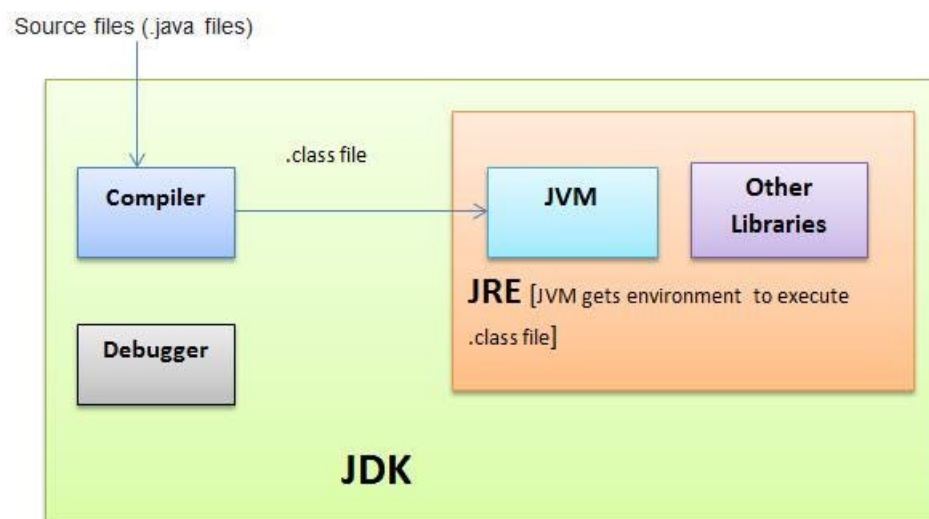 Source files (.java files)
.class file
Compiler
JVM
Other
Libraries
JRE [JVM gets environment to execute
.class file]
Debugger
JDK